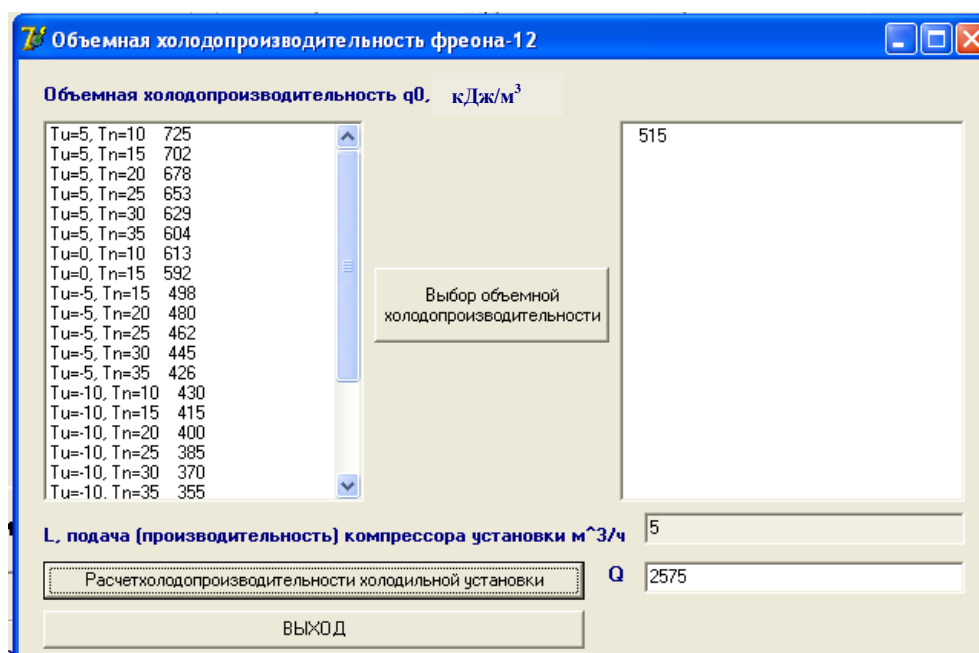 Объемная холодопроизводительность фреона-12
Объемная холодопроизводительность q0, кДж/м³
Tu=5, Tn=10 725
Tu=5, Tn=15 702
Tu=5, Tn=20 678
Tu=5, Tn=25 653
Tu=5, Tn=30 629
Tu=5, Tn=35 604
Tu=0, Tn=10 613
Tu=0, Tn=15 592
Tu=-5, Tn=15 498
Tu=-5, Tn=20 480
Tu=-5, Tn=25 462
Tu=-5, Tn=30 445
Tu=-5, Tn=35 426
Tu=-10, Tn=10 430
Tu=-10, Tn=15 415
Tu=-10, Tn=20 400
Tu=-10, Tn=25 385
Tu=-10, Tn=30 370
Tu=-10, Tn=35 355
Выбор объемной
холодопроизводительности
515
L, подача (производительность) компрессора установки м^3/ч 5
Расчетхолодопроизводительности холодильной установки Q 2575
ВЫХОД